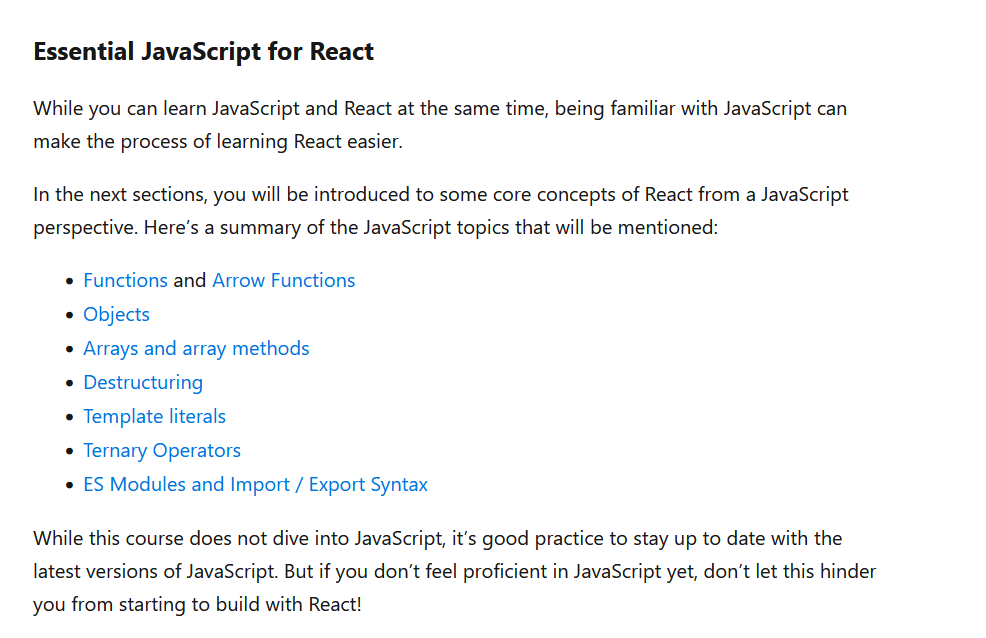 Essential JavaScript for React
While you can learn JavaScript and React at the same time, being familiar with JavaScript can
make the process of learning React easier.
In the next sections, you will be introduced to some core concepts of React from a JavaScript
perspective. Here’s a summary of the JavaScript topics that will be mentioned:
• Functions and Arrow Functions
• Objects
• Arrays and array methods
• Destructuring
• Template literals
• Ternary Operators
• ES Modules and Import / Export Syntax
While this course does not dive into JavaScript, it’s good practice to stay up to date with the
latest versions of JavaScript. But if you don’t feel proficient in JavaScript yet, don’t let this hinder
you from starting to build with React!